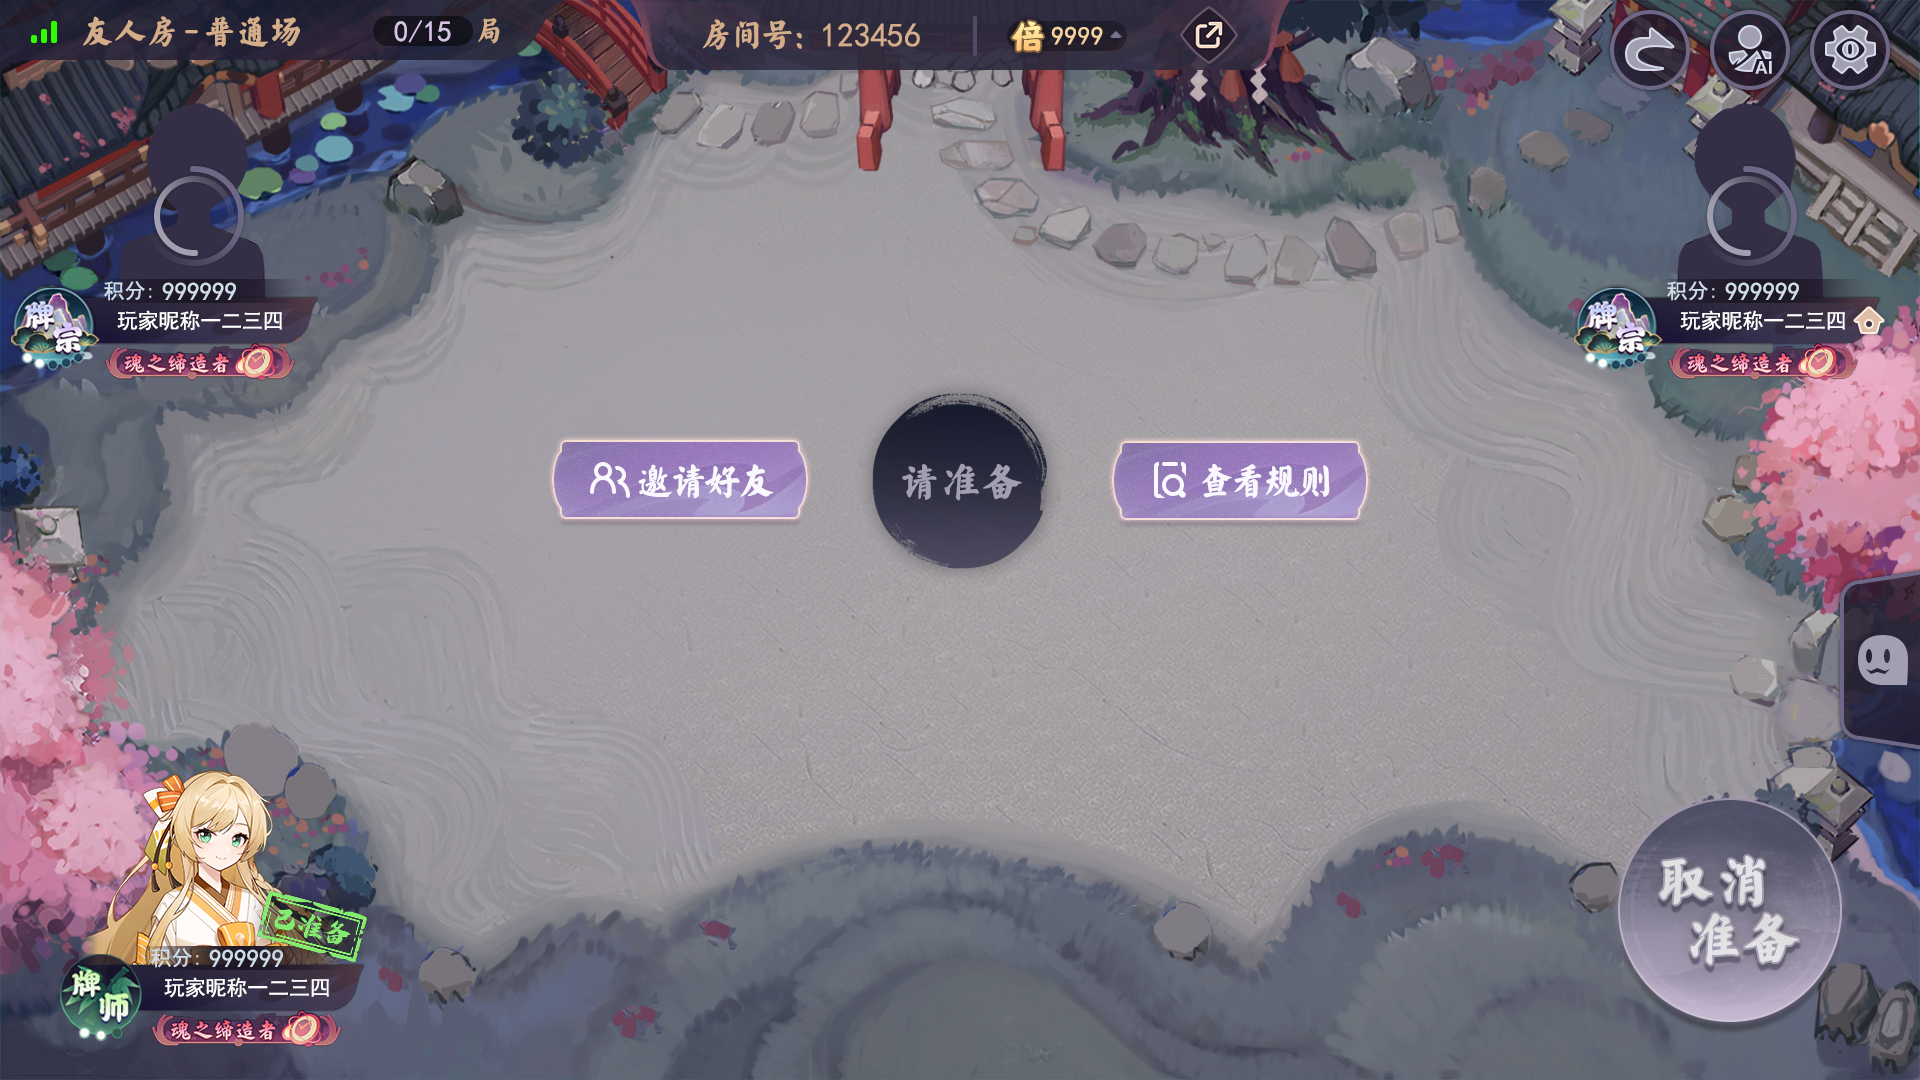 友人房-普通场
0/15 局
房间号：123456
倍 9999
AI
积分：999999
玩家昵称一二三四
牌宗
魂之缔造者
积分：999999
玩家昵称一二三四
牌宗
魂之缔造者
邀请好友
请准备
查看规则
已准备
积分：999999
玩家昵称一二三四
牌师
魂之缔造者
取消
准备